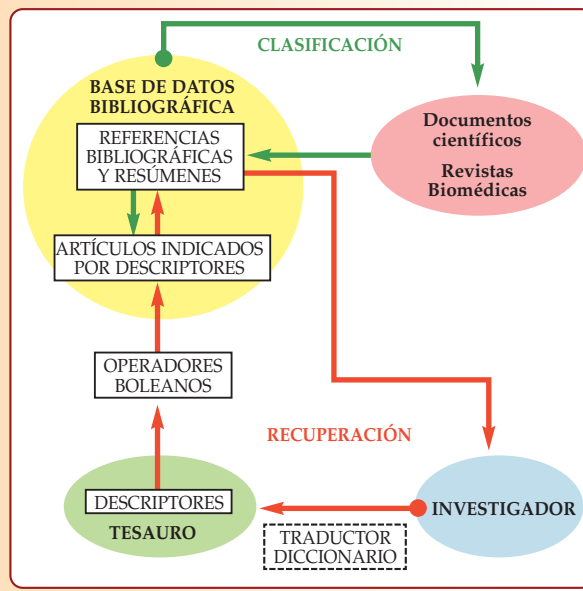 CLASIFICACIÓN
BASE DE DATOS
BIBLIOGRÁFICA
REFERENCIAS
BIBLIOGRÁFICAS
Y RESÚMENES
Documentos
científicos
Revistas
Biomédicas
ARTÍCULOS INDICADOS
POR DESCRIPTORES
OPERADORES
BOLEANOS
RECUPERACIÓN
DESCRIPTORES
TESAURO
INVESTIGADOR
TRADUCTOR
DICCIONARIO